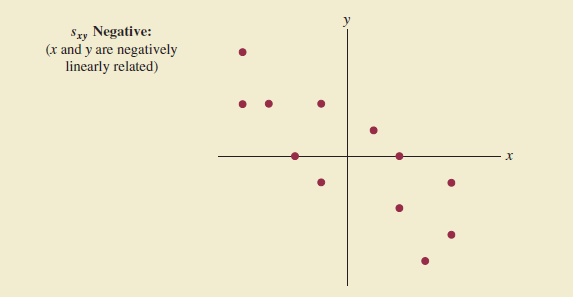 sxy Negative:
(x and y are negatively
linearly related)
y
x